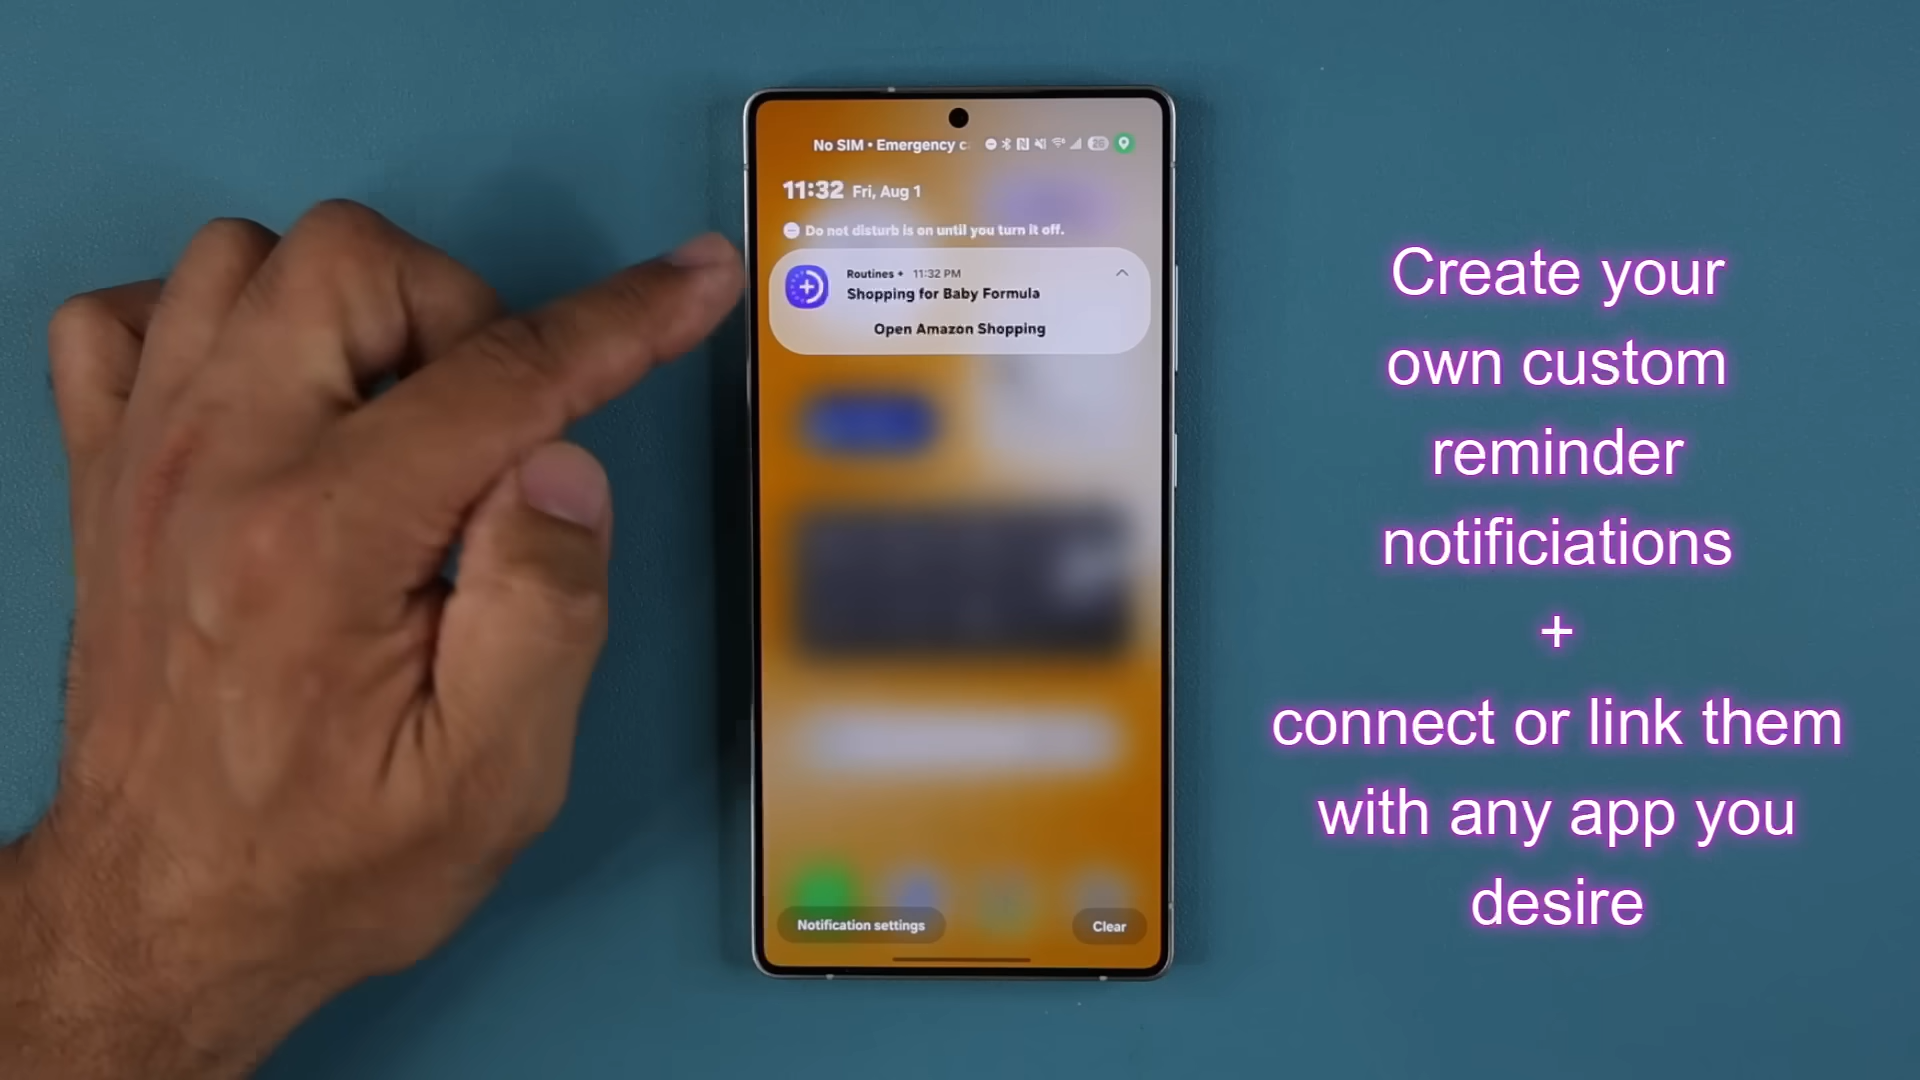 No SIM • Emergency c
28
11:32 Fri, Aug 1
Do not disturb is on until you turn it off.
Routines + 11:32 PM
Shopping for Baby Formula
Open Amazon Shopping
Notification settings
Clear
Create your
own custom
reminder
notificiations
+
connect or link them
with any app you
desire